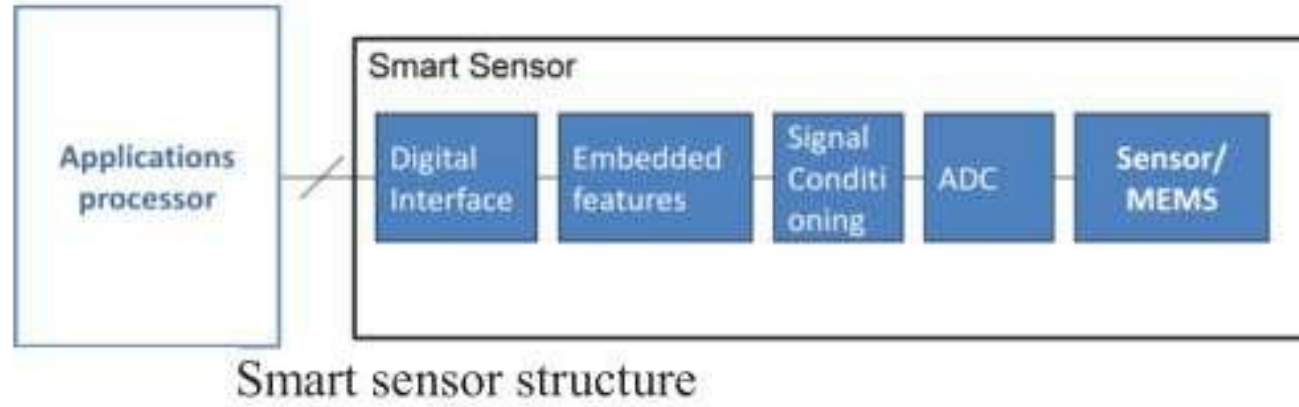 Smart Sensor
Applications
processor
Digital
Interface
Embedded
features
Signal
Conditi
oning
ADC
Sensor/
MEMS
Smart sensor structure